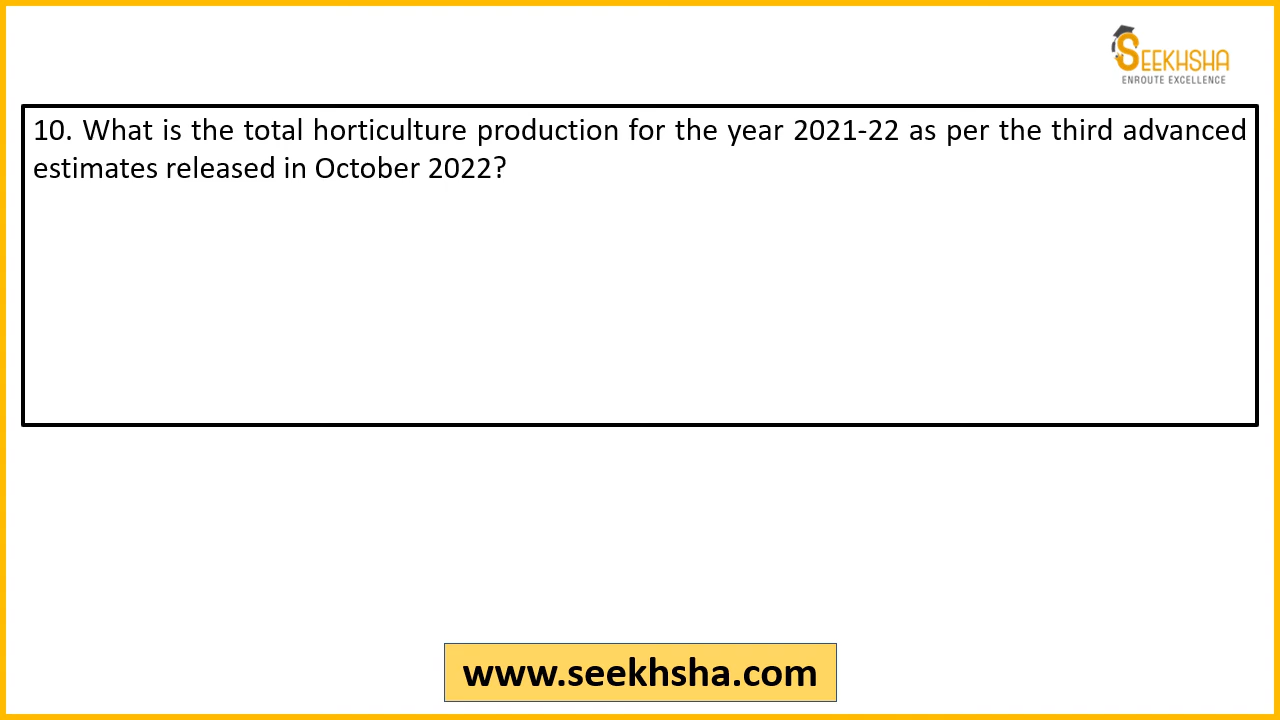 SEEKHSHA
ENROUTE EXCELLENCE
10. What is the total horticulture production for the year 2021-22 as per the third advanced
estimates released in October 2022?
www.seekhsha.com